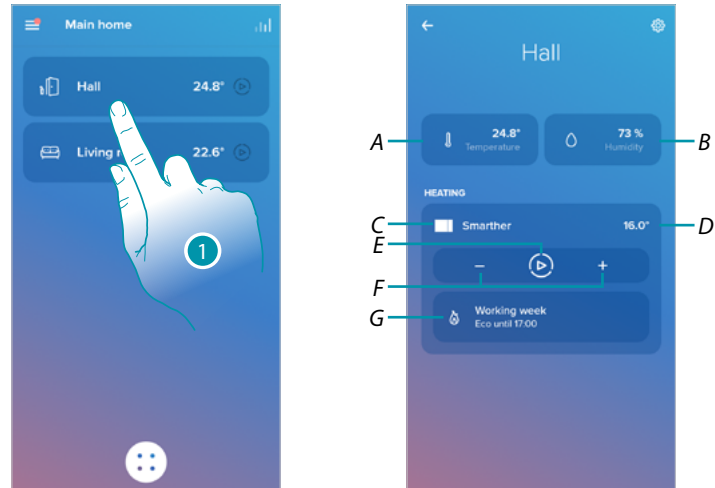 Main home
Hall 24.8°
Living r 22.6°
1
Hall
A
24.8°
Temperature
73 %
Humidity
B
HEATING
C
Smarther 16.0°
D
E
F
– +
G
Working week
Eco until 17:00